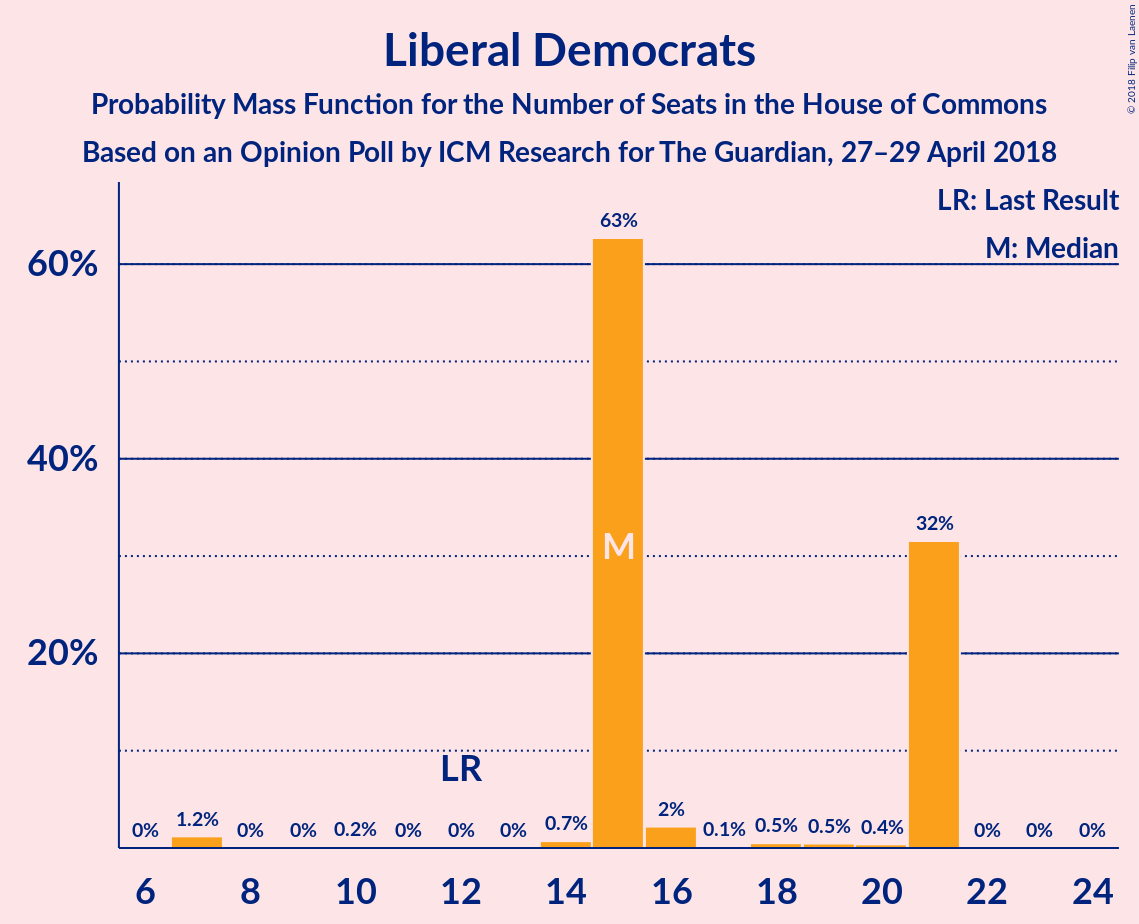 Liberal Democrats
Probability Mass Function for the Number of Seats in the House of Commons
Based on an Opinion Poll by ICM Research for The Guardian, 27–29 April 2018
© 2018 Filip van Laenen
LR: Last Result
M: Median
60%
40%
20%
0%
1.2%
0%
0%
0.2%
0%
0%
0%
0.7%
63%
2%
0.1%
0.5%
0.5%
0.4%
32%
0%
0%
0%
M
LR
6 8 10 12 14 16 18 20 22 24